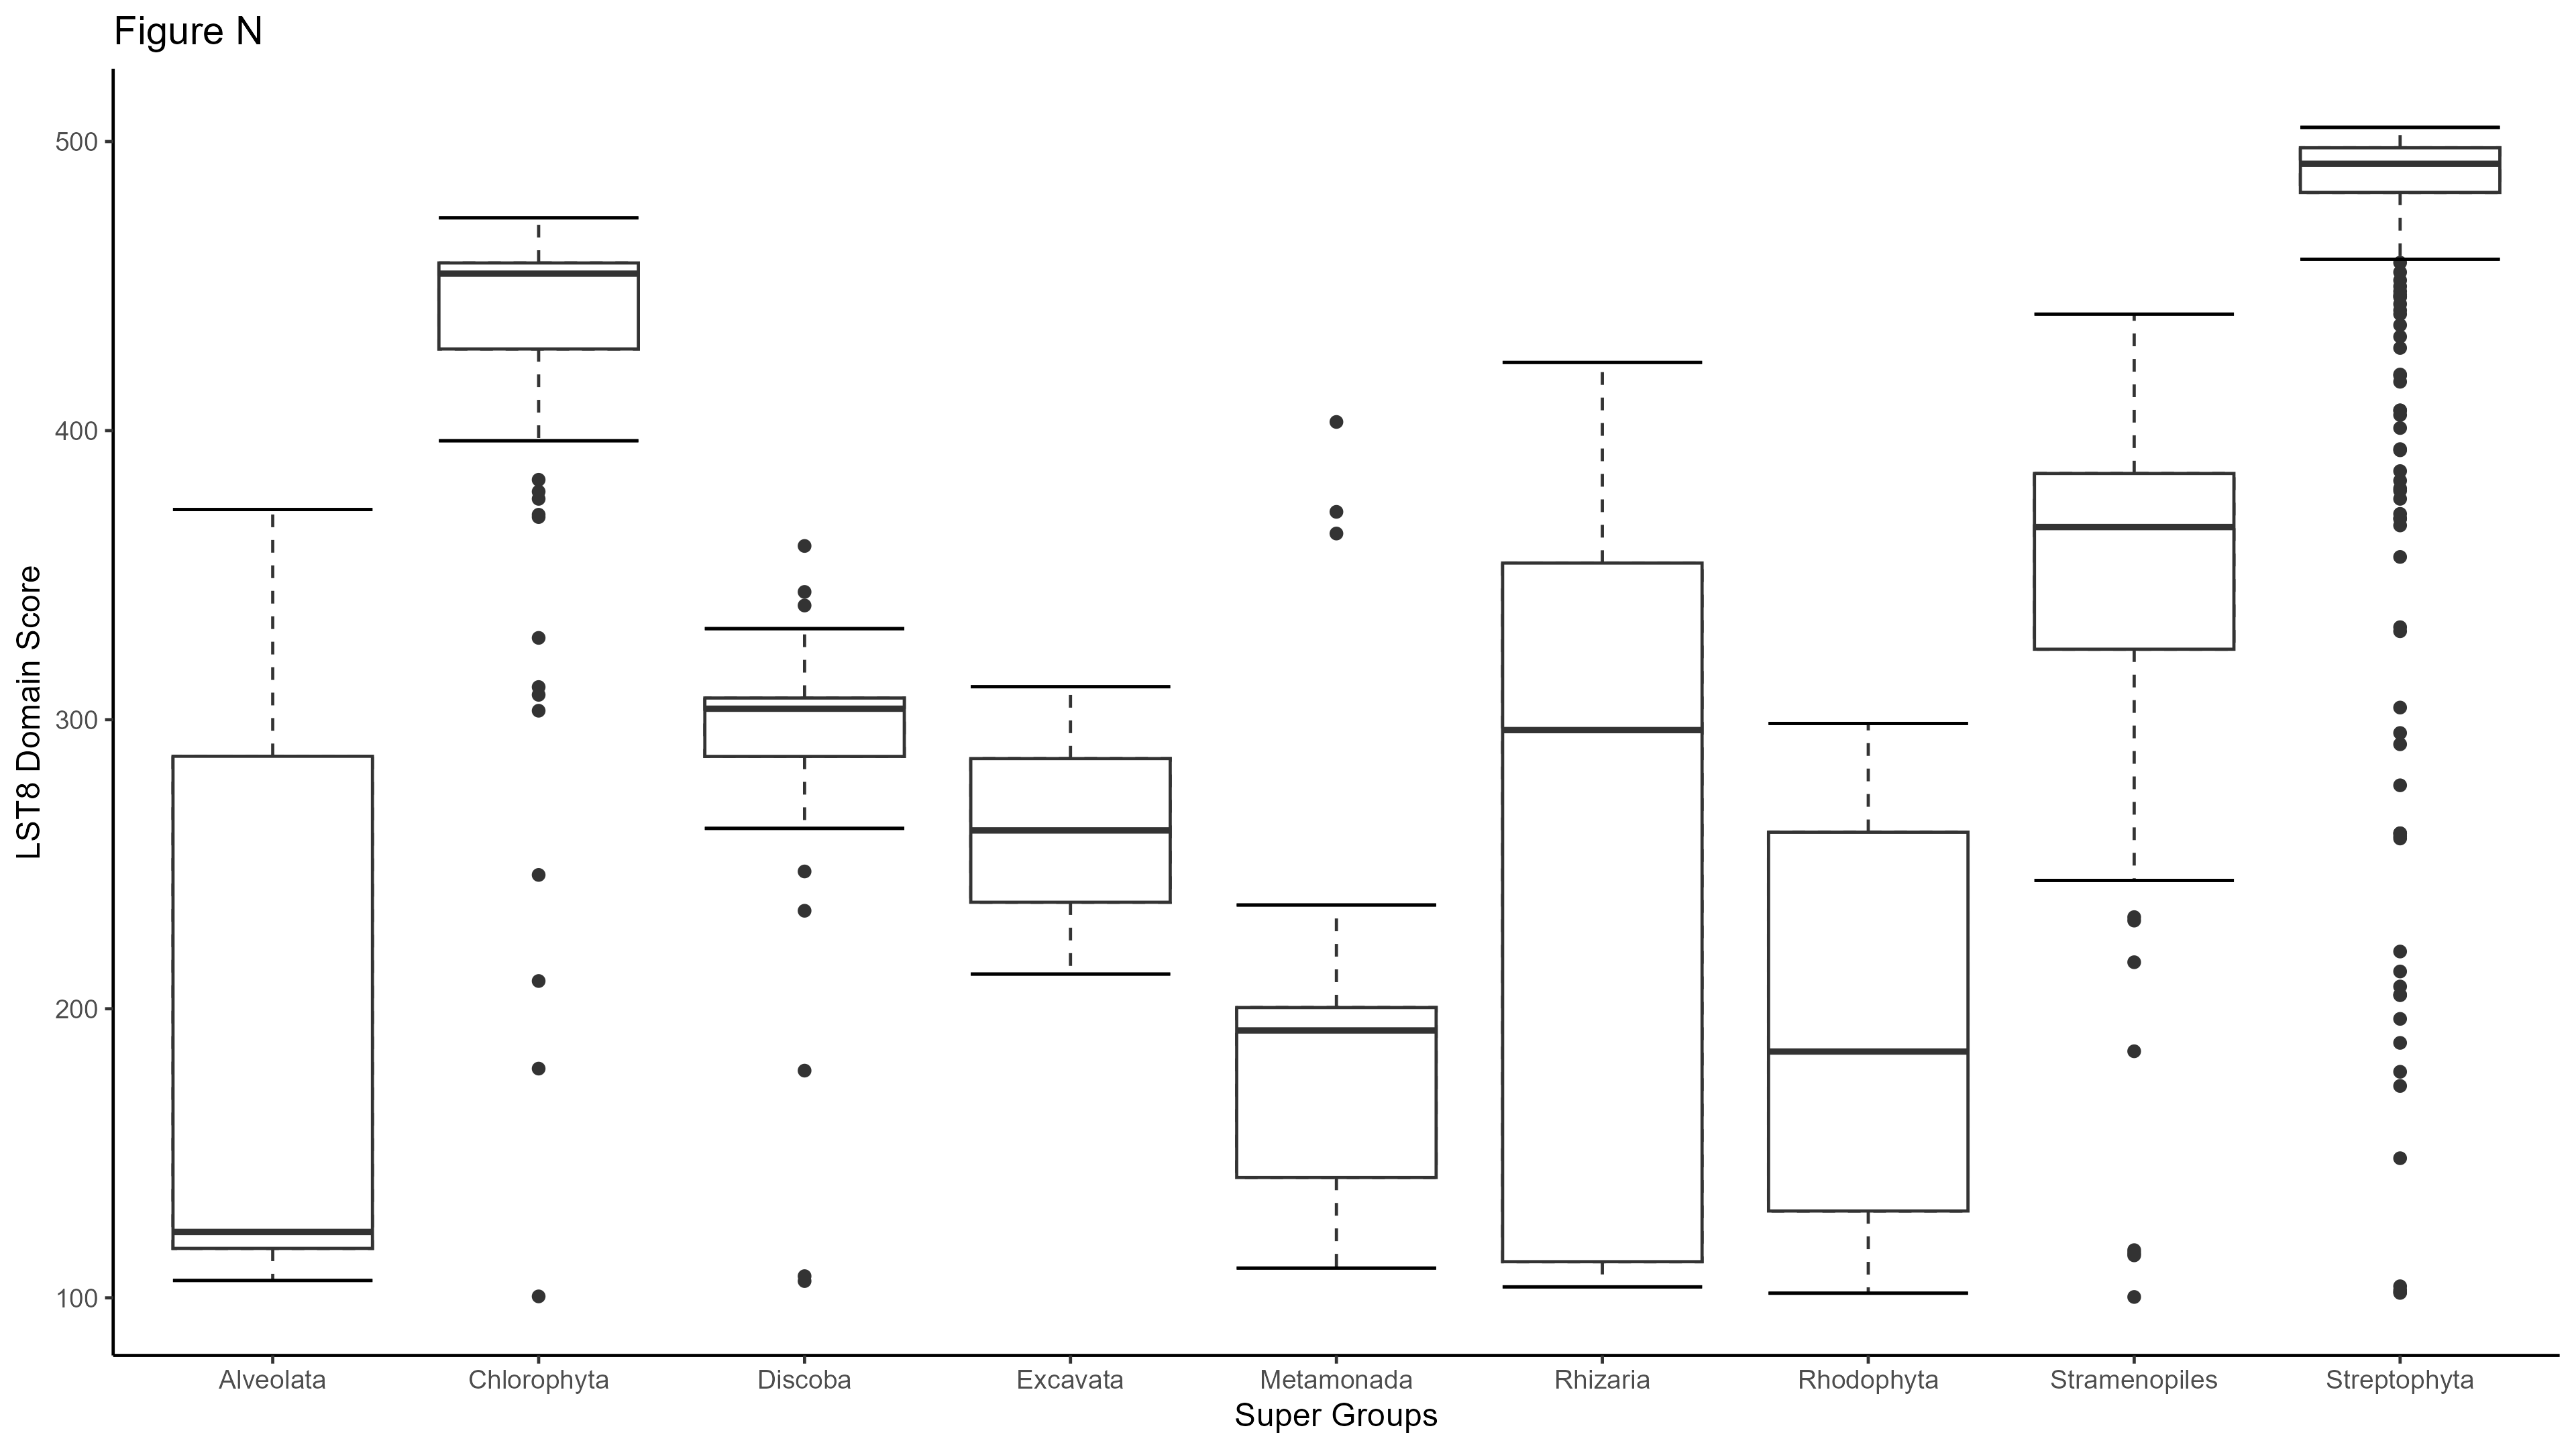 Figure N
LST8 Domain Score
500
400
300
200
100
Alveolata Chlorophyta Discoba Excavata Metamonada Rhizaria Rhodophyta Stramenopiles Streptophyta
Super Groups